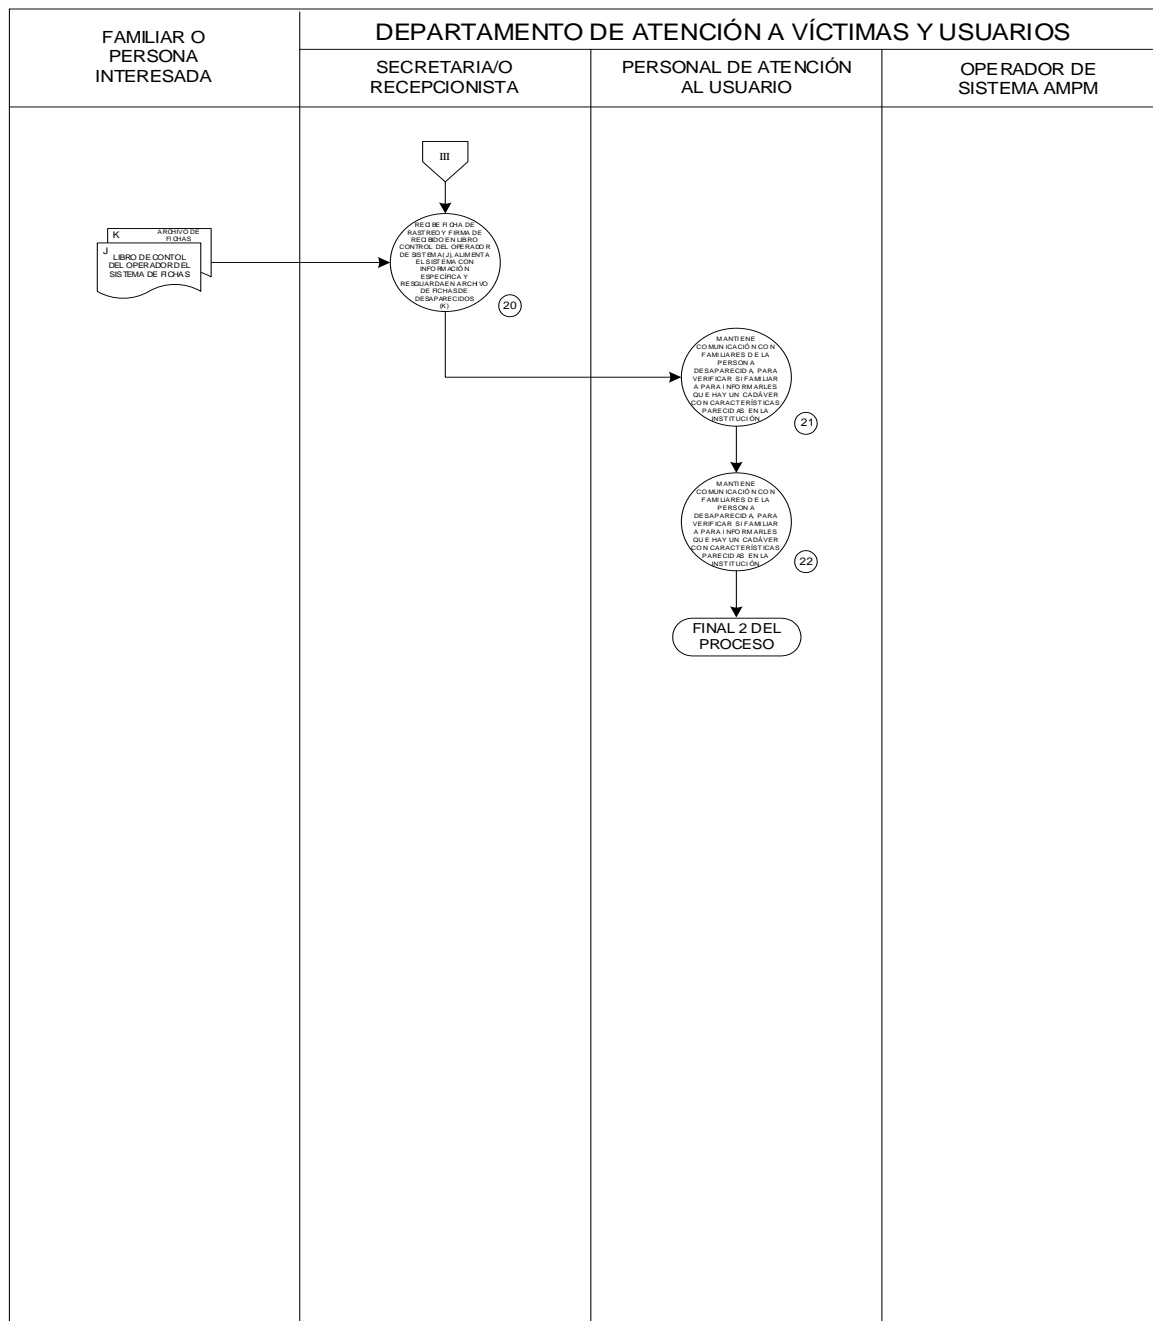 FAMILIAR O
PERSONA
INTERESADA
DEPARTAMENTO DE ATENCIÓN A VÍCTIMAS Y USUARIOS
SECRETARIA/O
RECEPCIONISTA
PERSONAL DE ATENCIÓN
AL USUARIO
OPERADOR DE
SISTEMA AMPM
III
K
ARCHIVO DE
FICHAS
J
LIBRO DE CONTOL
DEL OPERADOR DEL
SISTEMA DE FICHAS
RECIBE FICHA DE
RASTREO Y FIRMA DE
RECIBIDO EN LIBRO
CONTROL DEL OPERADOR
DE SISTEMA (J), ALIMENTA
EL SISTEMA CON
INFORMACIÓN
ESPECÍFICA Y
RESGUARDA EN ARCHIVO
DE FICHAS DE
DESAPARECIDOS
(K)
20
MANTIENE
COMUNICACIÓN CON
FAMILIARES DE LA
PERSONA
DESAPARECIDA, PARA
VERIFICAR SI FAMILIAR
A PARA INFORMARLES
QUE HAY UN CADÁVER
CON CARACTERÍSTICAS
PARECIDAS EN LA
INSTITUCIÓN
21
MANTIENE
COMUNICACIÓN CON
FAMILIARES DE LA
PERSONA
DESAPARECIDA, PARA
VERIFICAR SI FAMILIAR
A PARA INFORMARLES
QUE HAY UN CADÁVER
CON CARACTERÍSTICAS
PARECIDAS EN LA
INSTITUCIÓN
22
FINAL 2 DEL
PROCESO